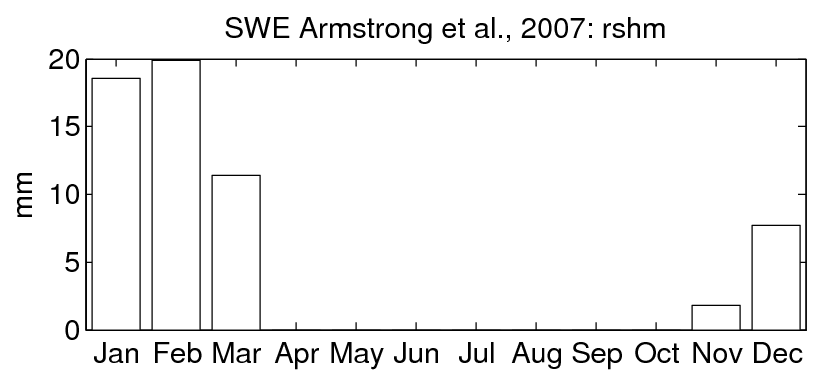 SWE Armstrong et al., 2007: rshm
20
15
10
5
0
mm
Jan Feb Mar Apr May Jun Jul Aug Sep Oct Nov Dec